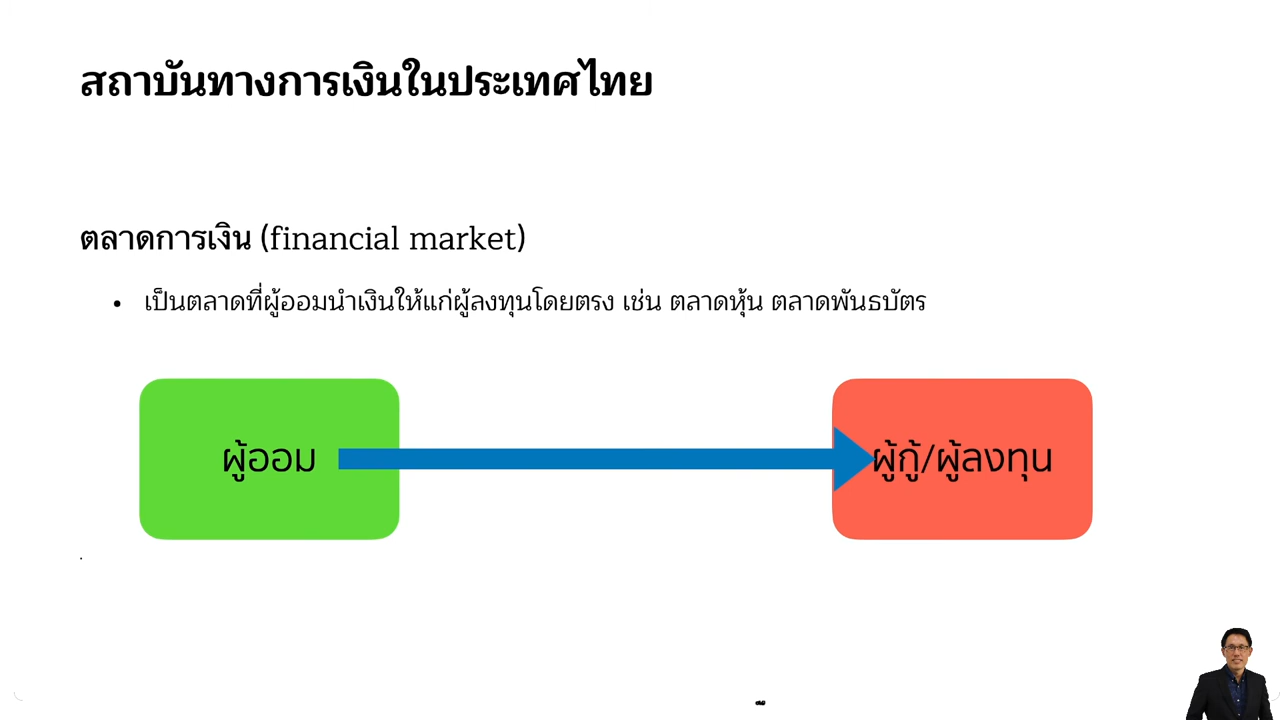 สถาบันทางการเงินในประเทศไทย
ตลาดการเงิน (financial market)
• เป็นตลาดที่ผู้ออมนำเงินให้แก่ผู้ลงทุนโดยตรง เช่น ตลาดหุ้น ตลาดพันธบัตร
ผู้ออม
ผู้กู้/ผู้ลงทุน